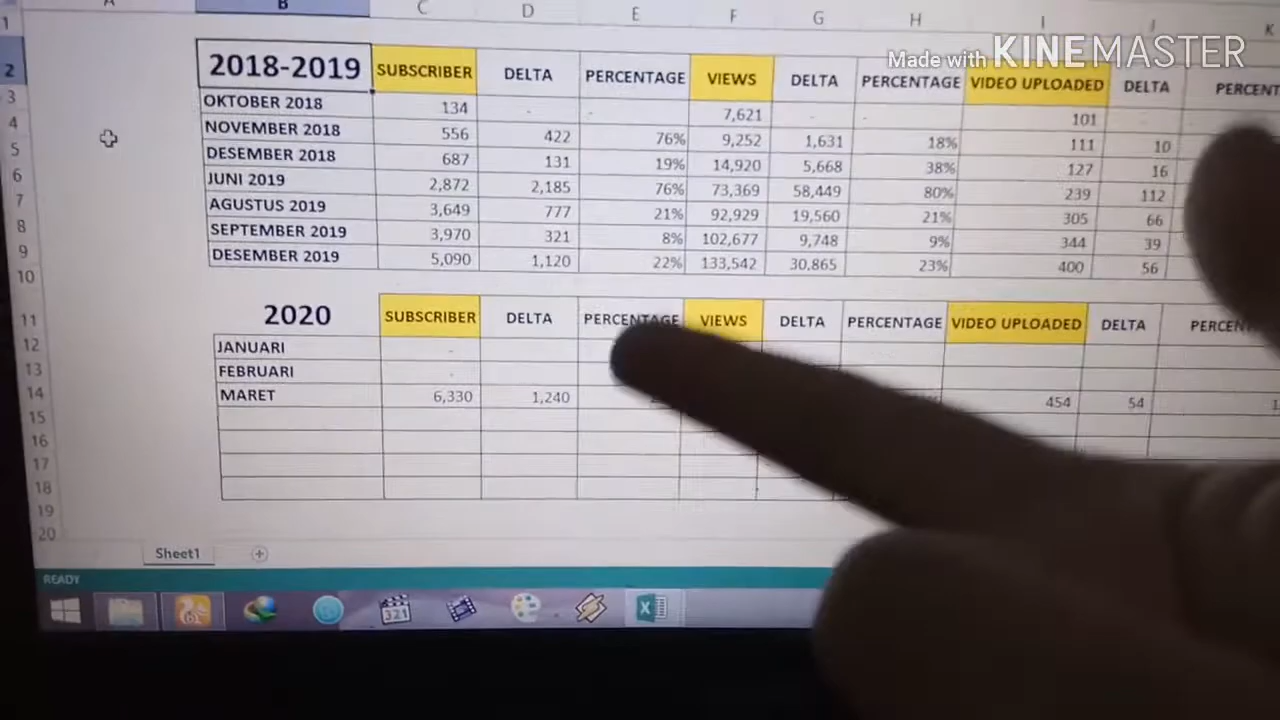 A B C D E F G H I J K
Made with KINEMASTER
1
2 2018-2019 SUBSCRIBER DELTA PERCENTAGE VIEWS DELTA PERCENTAGE VIDEO UPLOADED DELTA PERCENT
3 OKTOBER 2018 134 - - 7,621 - - 101 - -
4 NOVEMBER 2018 556 422 76% 9,252 1,631 18% 111 10
5 DESEMBER 2018 687 131 19% 14,920 5,668 38% 127 16
6 JUNI 2019 2,872 2,185 76% 73,369 58,449 80% 239 112
7 AGUSTUS 2019 3,649 777 21% 92,929 19,560 21% 305 66
8 SEPTEMBER 2019 3,970 321 8% 102,677 9,748 9% 344 39
9 DESEMBER 2019 5,090 1,120 22% 133,542 30,865 23% 400 56
10
11 2020 SUBSCRIBER DELTA PERCENTAGE VIEWS DELTA PERCENTAGE VIDEO UPLOADED DELTA PERCEN
12 JANUARI -
13 FEBRUARI -
14 MARET 6,330 1,240 454 54 1
15
16
17
18
19
20
Sheet1
READY
321